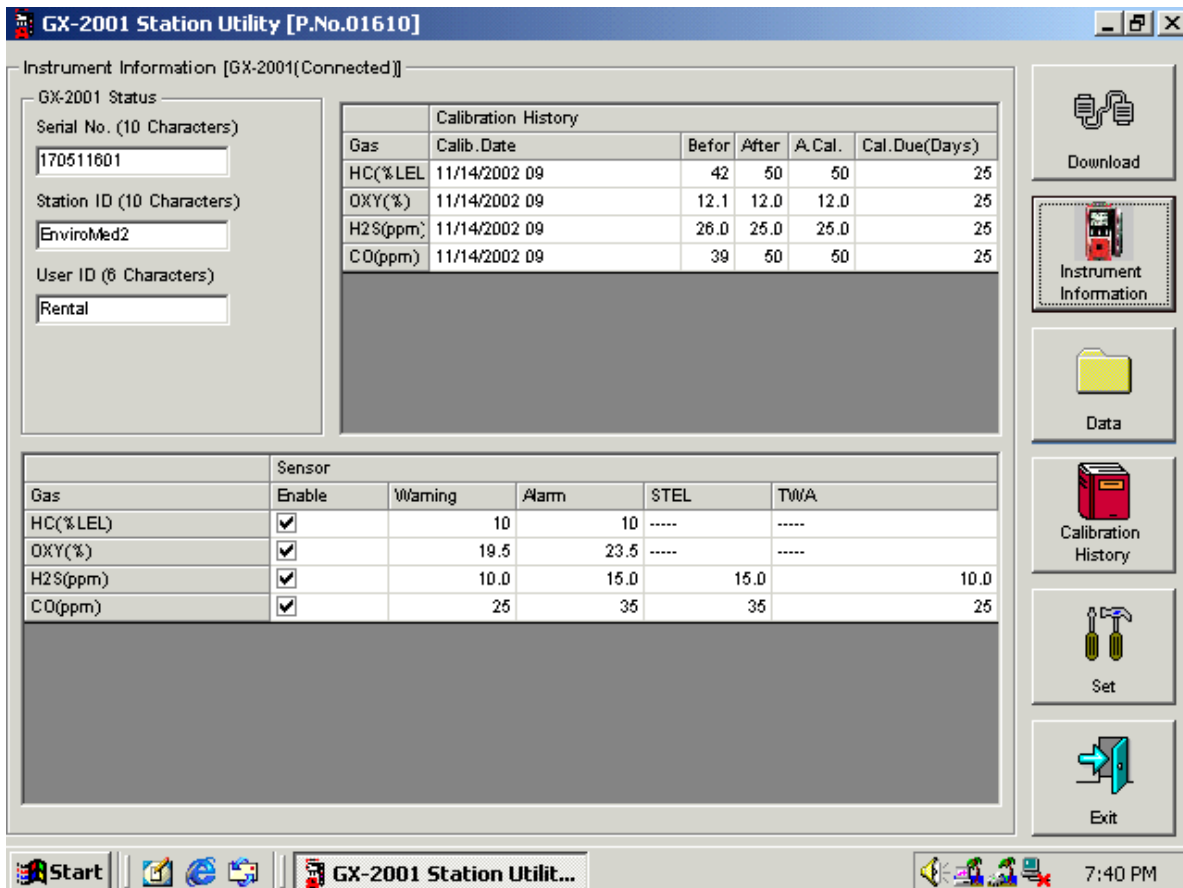 GX-2001 Station Utility [P.No.01610]
Instrument Information [GX-2001(Connected)]
GX-2001 Status
Serial No. (10 Characters)
170511601
Station ID (10 Characters)
EnviroMed2
User ID (6 Characters)
Rental
Calibration History
Gas Calib.Date Befor After A.Cal. Cal.Due(Days)
HC(%LEL 11/14/2002 09 42 50 50 25
OXY(%) 11/14/2002 09 12.1 12.0 12.0 25
H2S(ppm) 11/14/2002 09 26.0 25.0 25.0 25
CO(ppm) 11/14/2002 09 39 50 50 25
Sensor
Gas Enable Warning Alarm STEL TWA
HC(%LEL) 10 10 ----- -----
OXY(%) 19.5 23.5 ----- -----
H2S(ppm) 10.0 15.0 15.0 10.0
CO(ppm) 25 35 35 25
Download
Instrument
Information
Data
Calibration
History
Set
Exit
Start
GX-2001 Station Utilit...
7:40 PM